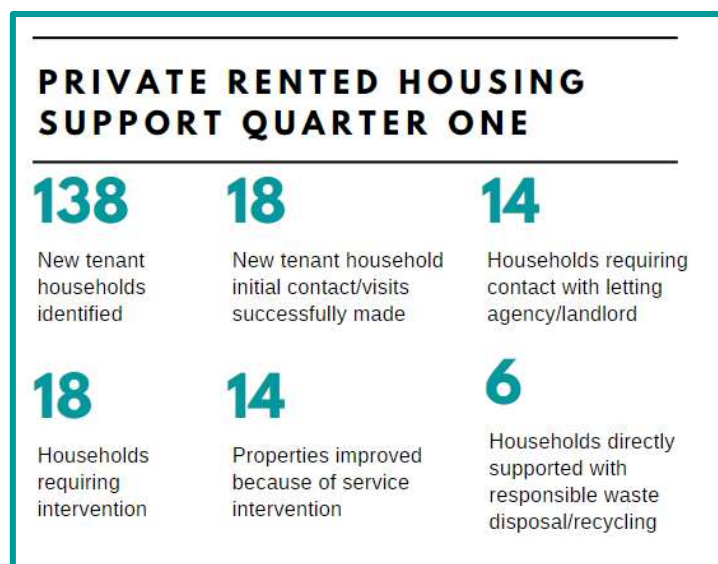 PRIVATE RENTED HOUSING
SUPPORT QUARTER ONE
138
New tenant
households
identified
18
New tenant household
initial contact/visits
successfully made
14
Households requiring
contact with letting
agency/landlord
18
Households
requiring
intervention
14
Properties improved
because of service
intervention
6
Households directly
supported with
responsible waste
disposal/recycling